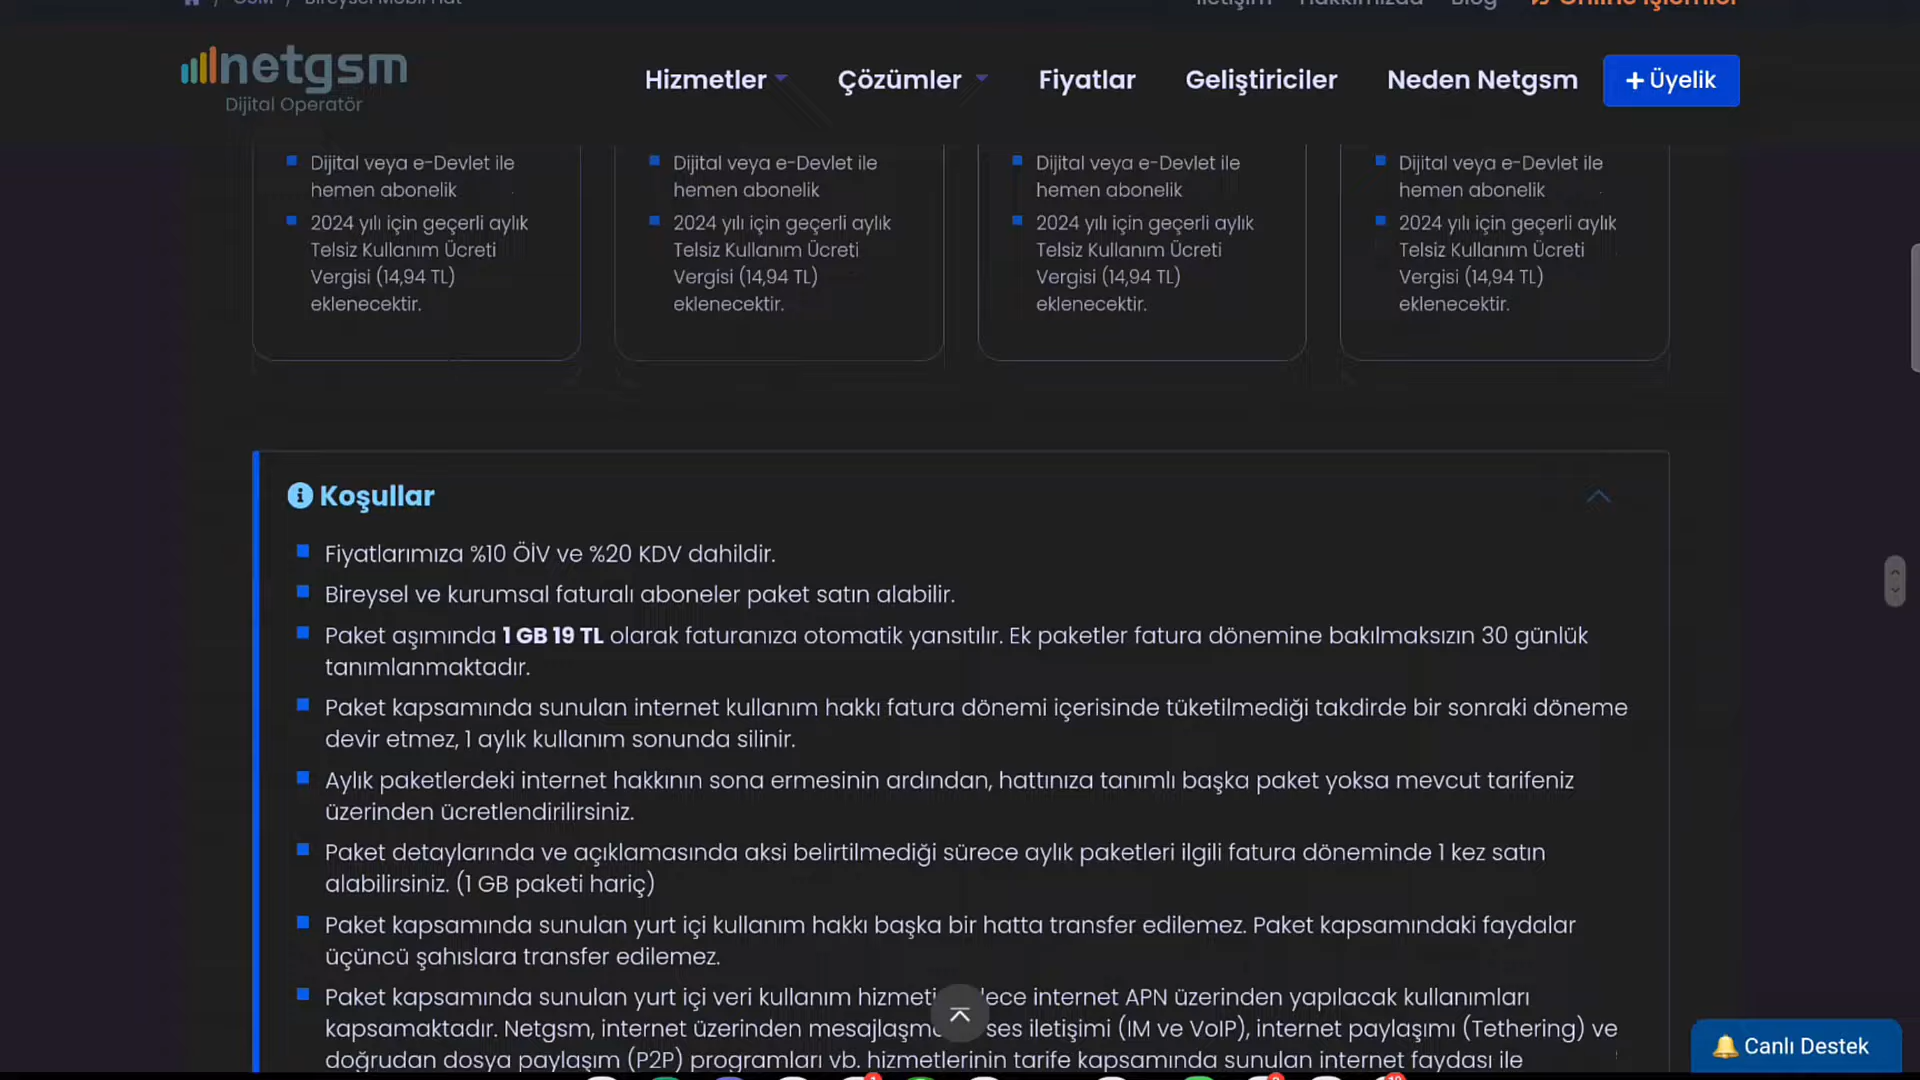 / GSM / Bireysel Mobil Hat
İletişim Hakkımızda Blog Online İşlemler
netgsm
Dijital Operatör
Hizmetler Çözümler Fiyatlar Geliştiriciler Neden Netgsm + Üyelik
Dijital veya e-Devlet ile
hemen abonelik
2024 yılı için geçerli aylık
Telsiz Kullanım Ücreti
Vergisi (14,94 TL)
eklenecektir.
Dijital veya e-Devlet ile
hemen abonelik
2024 yılı için geçerli aylık
Telsiz Kullanım Ücreti
Vergisi (14,94 TL)
eklenecektir.
Dijital veya e-Devlet ile
hemen abonelik
2024 yılı için geçerli aylık
Telsiz Kullanım Ücreti
Vergisi (14,94 TL)
eklenecektir.
Dijital veya e-Devlet ile
hemen abonelik
2024 yılı için geçerli aylık
Telsiz Kullanım Ücreti
Vergisi (14,94 TL)
eklenecektir.
Koşullar
Fiyatlarımıza %10 ÖİV ve %20 KDV dahildir.
Bireysel ve kurumsal faturalı aboneler paket satın alabilir.
Paket aşımında 1 GB 19 TL olarak faturanıza otomatik yansıtılır. Ek paketler fatura dönemine bakılmaksızın 30 günlük
tanımlanmaktadır.
Paket kapsamında sunulan internet kullanım hakkı fatura dönemi içerisinde tüketilmediği takdirde bir sonraki döneme
devir etmez, 1 aylık kullanım sonunda silinir.
Aylık paketlerdeki internet hakkının sona ermesinin ardından, hattınıza tanımlı başka paket yoksa mevcut tarifeniz
üzerinden ücretlendirilirsiniz.
Paket detaylarında ve açıklamasında aksi belirtilmediği sürece aylık paketleri ilgili fatura döneminde 1 kez satın
alabilirsiniz. (1 GB paketi hariç)
Paket kapsamında sunulan yurt içi kullanım hakkı başka bir hatta transfer edilemez. Paket kapsamındaki faydalar
üçüncü şahıslara transfer edilemez.
Paket kapsamında sunulan yurt içi veri kullanım hizmeti internet APN üzerinden yapılacak kullanımları
kapsamaktadır. Netgsm, internet üzerinden ses iletişimi (IM ve VoIP), internet paylaşımı (Tethering) ve
doğrudan dosya paylaşım (P2P) programları vb. hizmetlerinin tarife kapsamında sunulan internet faydası ile
Canlı Destek